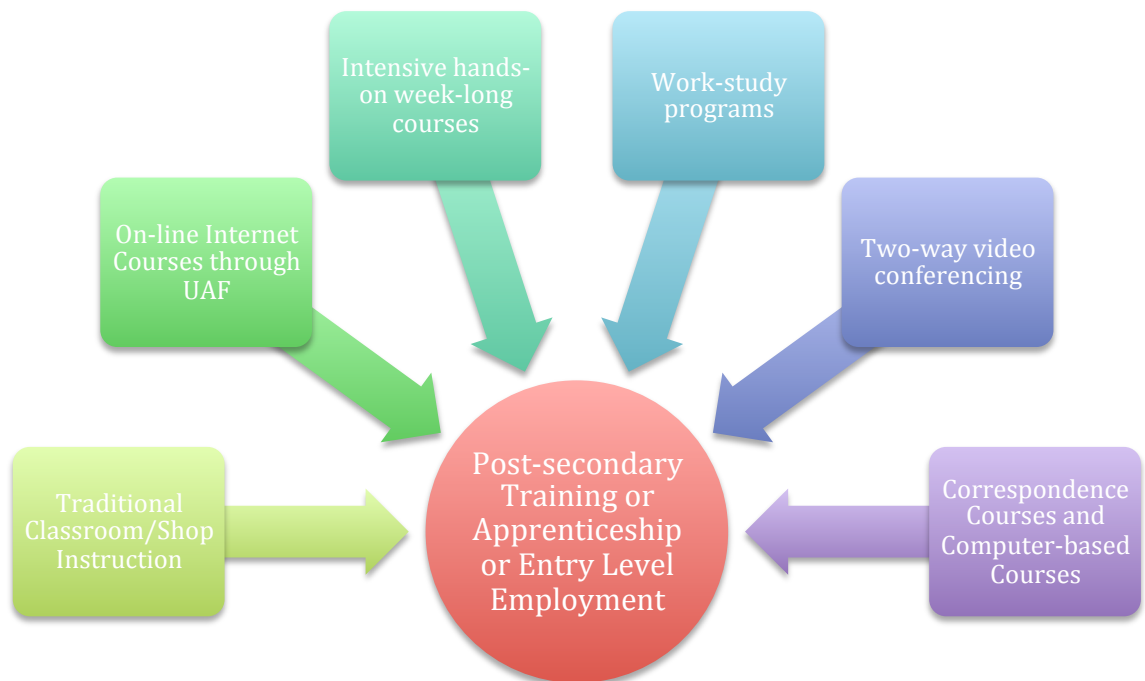 Intensive hands-
on week-long
courses
Work-study
programs
On-line Internet
Courses through
UAF
Two-way video
conferencing
Traditional
Classroom/Shop
Instruction
Post-secondary
Training or
Apprenticeship
or Entry Level
Employment
Correspondence
Courses and
Computer-based
Courses